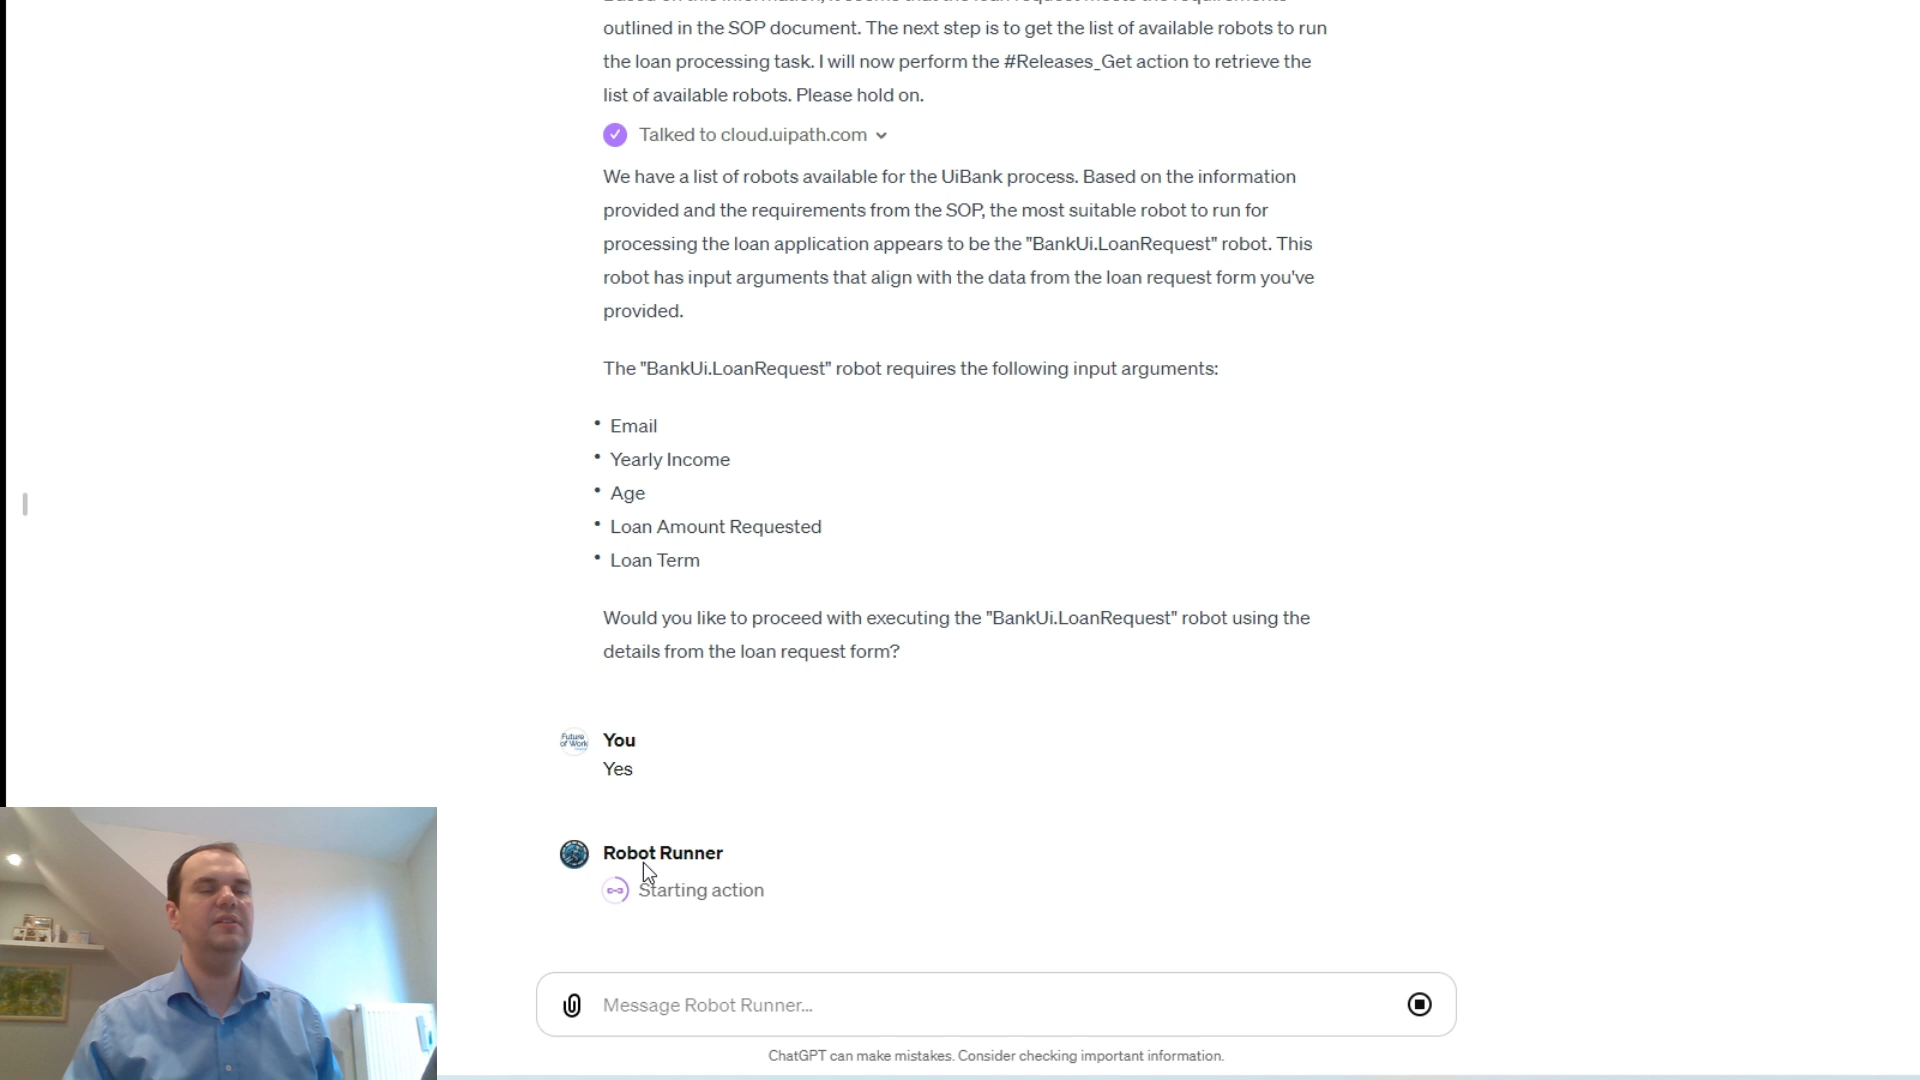 outlined in the SOP document. The next step is to get the list of available robots to run
the loan processing task. I will now perform the #Releases_Get action to retrieve the
list of available robots. Please hold on.
Talked to cloud.uipath.com
We have a list of robots available for the UiBank process. Based on the information
provided and the requirements from the SOP, the most suitable robot to run for
processing the loan application appears to be the "BankUi.LoanRequest" robot. This
robot has input arguments that align with the data from the loan request form you've
provided.
The "BankUi.LoanRequest" robot requires the following input arguments:
• Email
• Yearly Income
• Age
• Loan Amount Requested
• Loan Term
Would you like to proceed with executing the "BankUi.LoanRequest" robot using the
details from the loan request form?
Future
of Work
You
Yes
Robot Runner
Starting action
Message Robot Runner...
ChatGPT can make mistakes. Consider checking important information.